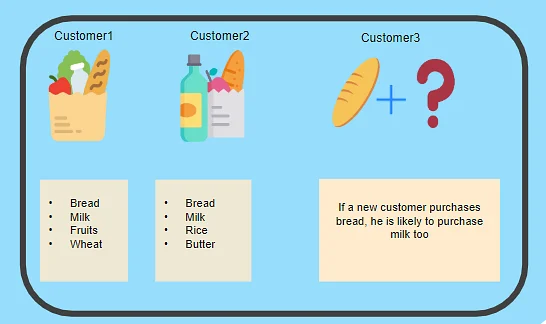 Customer1
Customer2
Customer3
• Bread
• Milk
• Fruits
• Wheat
• Bread
• Milk
• Rice
• Butter
If a new customer purchases
bread, he is likely to purchase
milk too